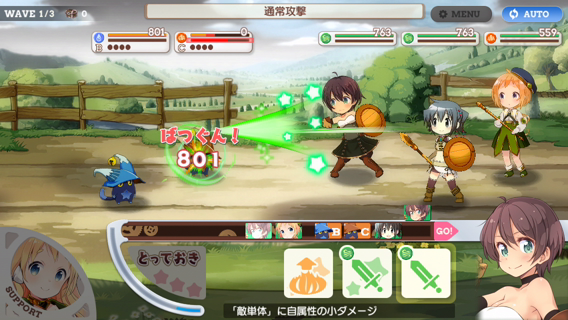 WAVE 1/3 0
通常攻撃
MENU
AUTO
801
B
0
C
763
763
559
ばつぐん!
801
B
C
GO!
とっておき
SUPPORT
「敵単体」に自属性の小ダメージ